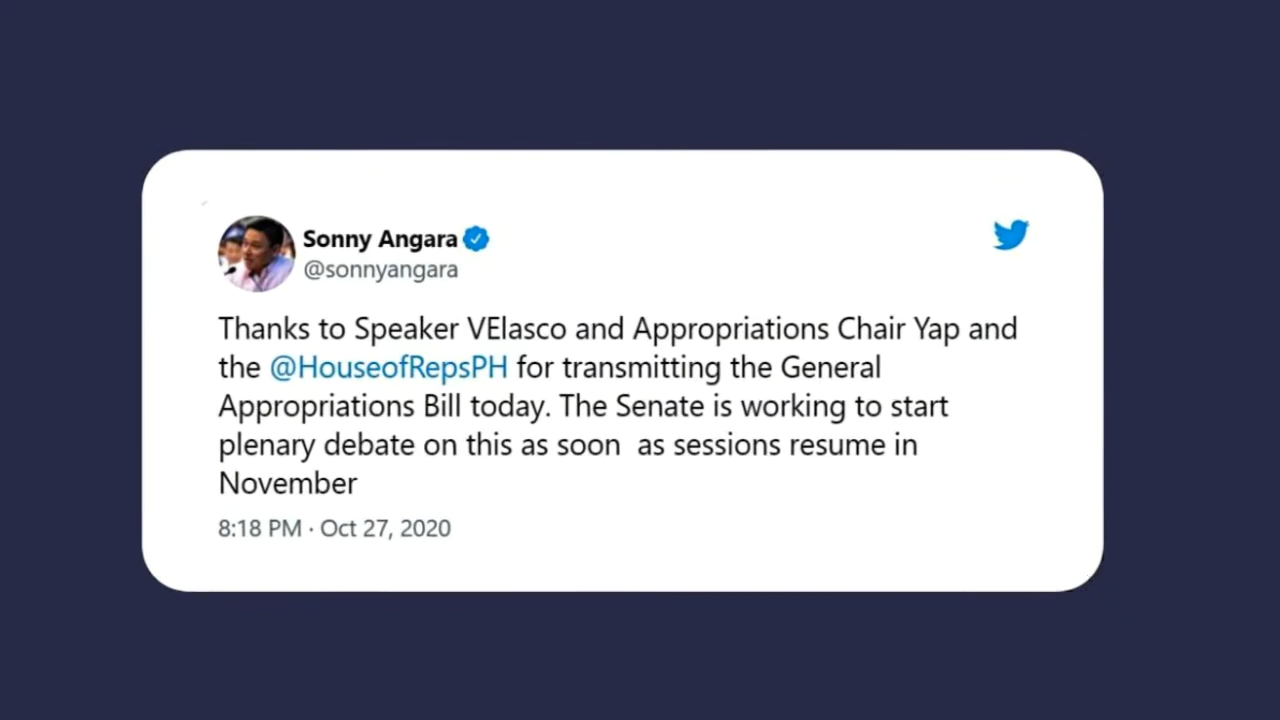 Sonny Angara
@sonnyangara
Thanks to Speaker VElasco and Appropriations Chair Yap and
the @HouseofRepsPH for transmitting the General
Appropriations Bill today. The Senate is working to start
plenary debate on this as soon  as sessions resume in
November
8:18 PM · Oct 27, 2020